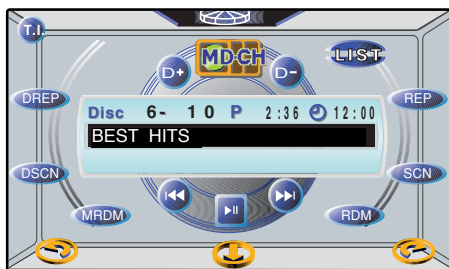 T.I.
MD·CH
LIST
D+
D-
DREP
REP
Disc 6- 10 P 2:36 12:00
BEST HITS
DSCN
SCN
MRDM
RDM